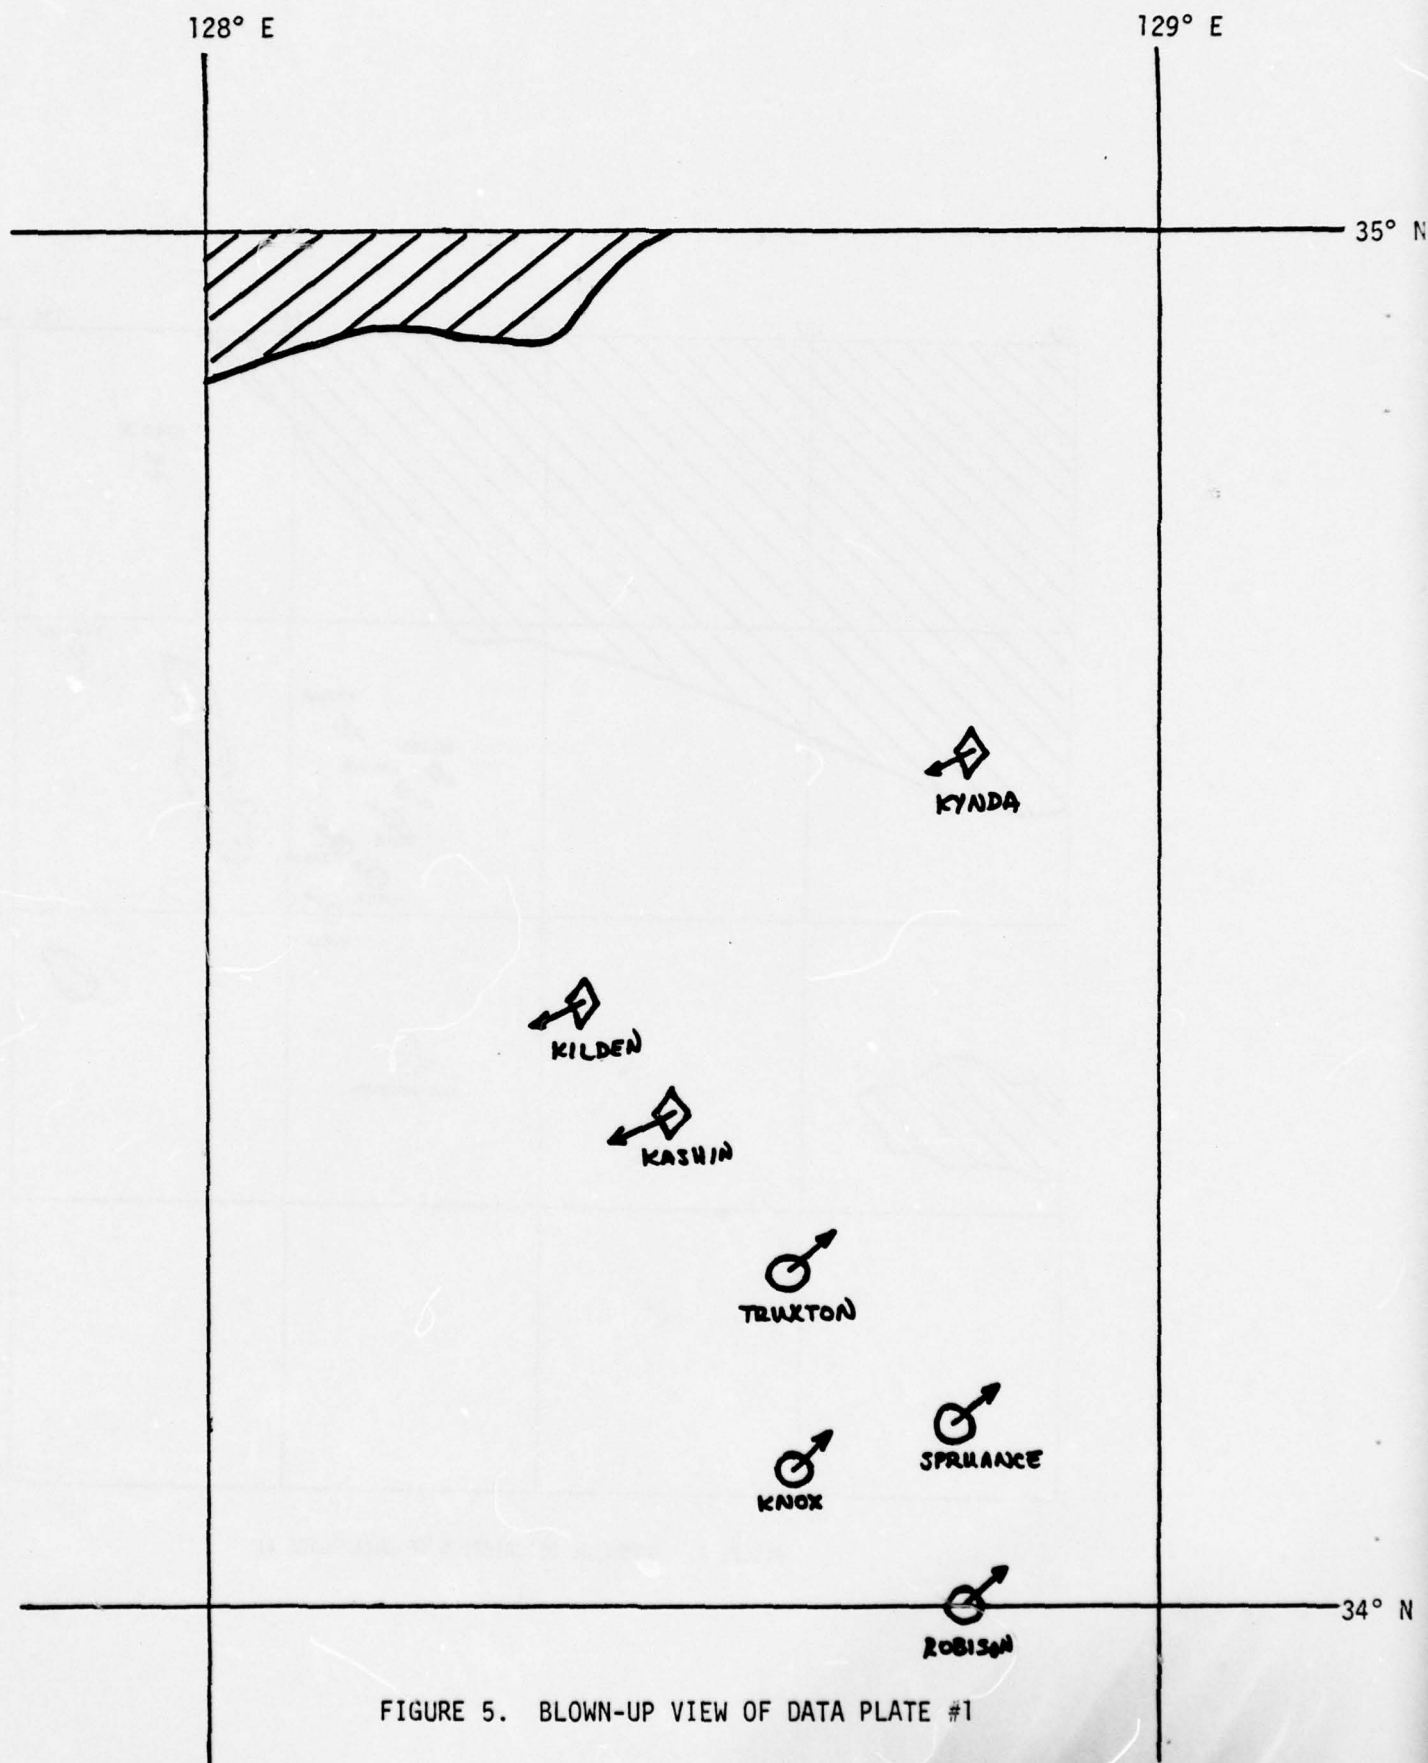 128° E
129° E
35° N
KYNDA
KILDEN
KASHIN
TRUXTON
SPRUANCE
KNOX
34° N
ROBISON
FIGURE 5. BLOWN-UP VIEW OF DATA PLATE #1